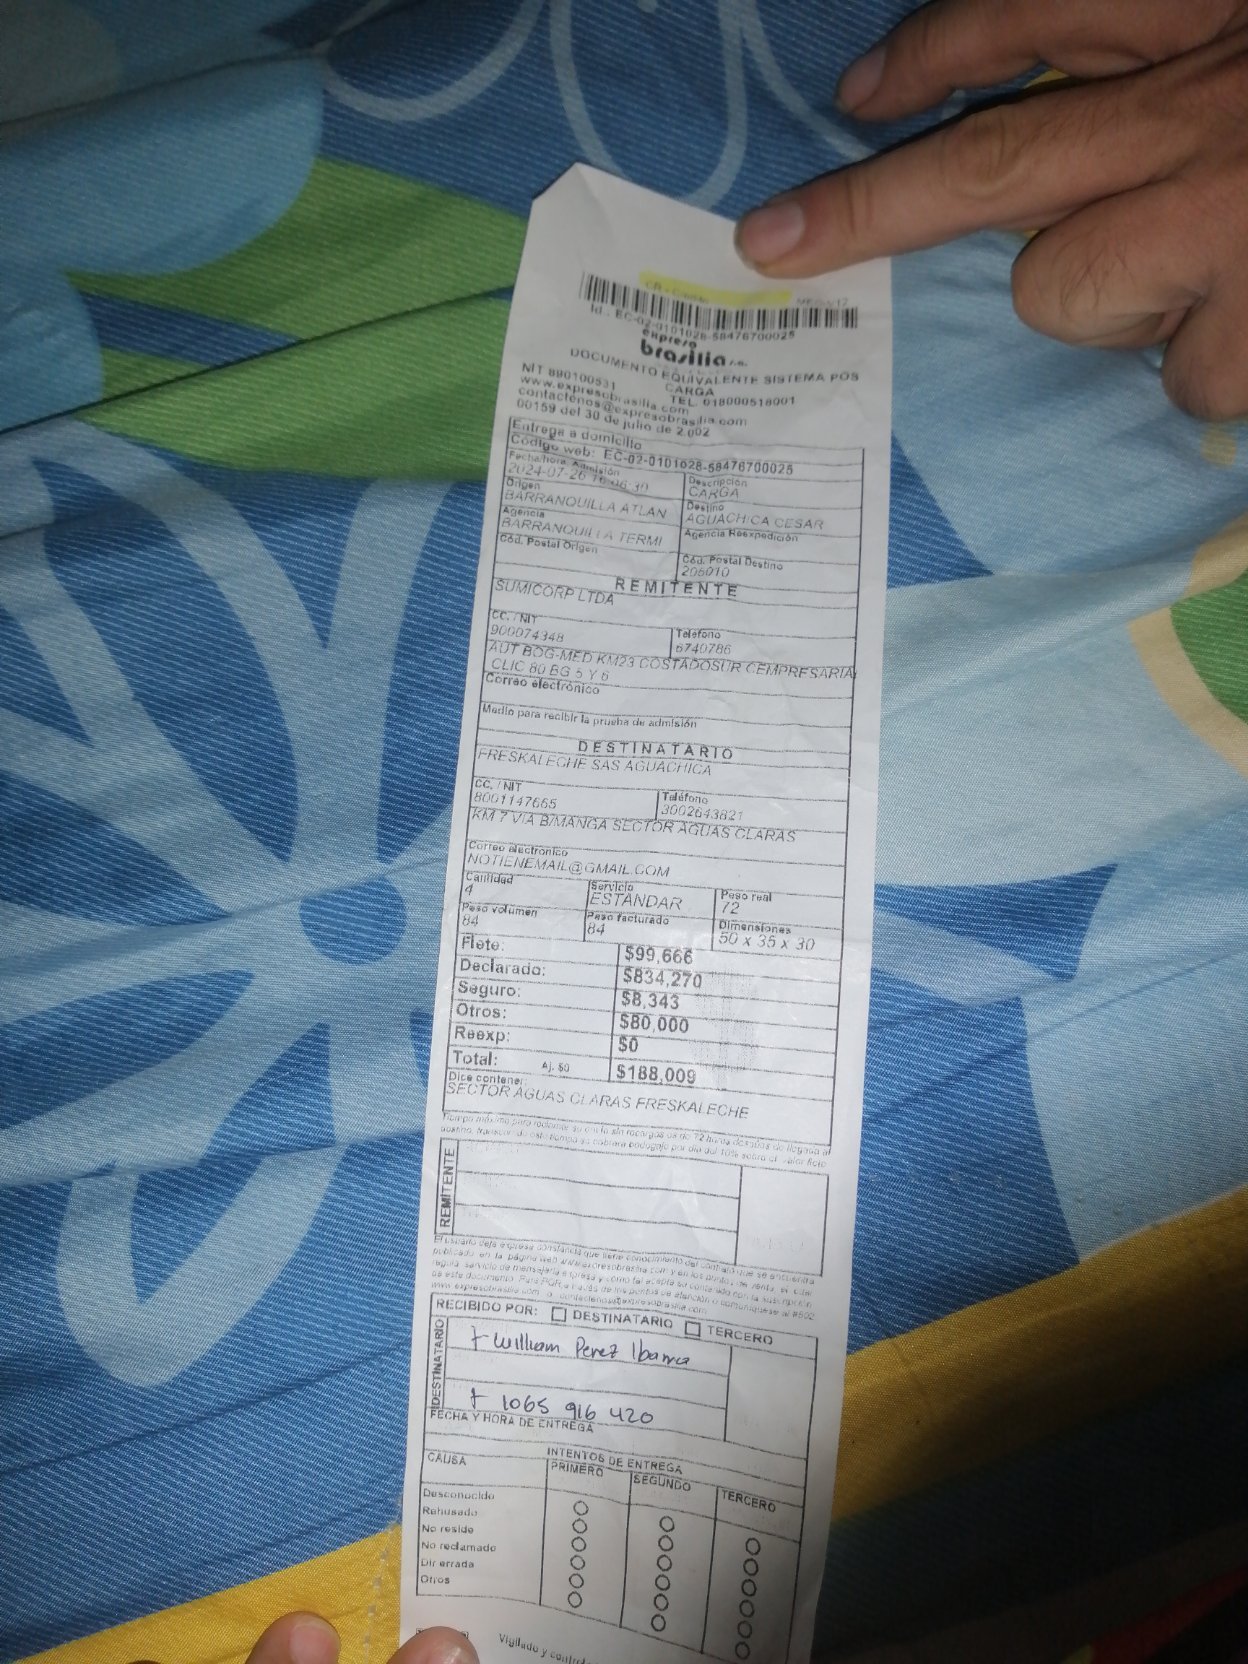 MEGA 12
Id.: EC-02-0101028-58476700025
expreso
brasilia s.a.
DOCUMENTO EQUIVALENTE SISTEMA POS
CARGA
NIT 890100531
TEL. 018000518001
www.expresobrasilia.com
contactenos@expresobrasilia.com
00159 del 30 de julio de 2.002
Entrega a domicilio
Código web: EC-02-0101028-58476700025
Fecha/hora Admisión Descripción
2024-07-26 CARGA
Origen Destino
BARRANQUILLA ATLAN AGUACHICA CESAR
Agencia Agencia Reexpedición
BARRANQUILLA TERMI
Cód. Postal Origen Cód. Postal Destino
205010
REMITENTE
SUMICORP LTDA
CC. / NIT Teléfono
900074348 6740786
AUT BOG-MED KM23 COSTADOSUR CEMPRESARIA
CLIC 80 BG 5 Y 6
Correo electrónico
Medio para recibir la prueba de admisión
DESTINATARIO
FRESKALECHE SAS AGUACHICA
CC. / NIT Teléfono
8001147665 3002643821
KM 7 VIA B/MANGA SECTOR AGUAS CLARAS
Correo electrónico
NOTIENEMAIL@GMAIL.COM
Cantidad Servicio Peso real
4 ESTANDAR 72
Peso volumen Peso facturado Dimensiones
84 84 50 x 35 x 30
Flete: $99,666
Declarado: $834,270
Seguro: $8,343
Otros: $80,000
Reexp: $0
Total: Aj. $0 $188,009
Dice contener:
SECTOR AGUAS CLARAS FRESKALECHE
REMITENTE
RECIBIDO POR: DESTINATARIO TERCERO
DESTINATARIO
William Perez Ibarra
1065 916 420
FECHA Y HORA DE ENTREGA
INTENTOS DE ENTREGA
CAUSA PRIMERO SEGUNDO TERCERO
Desconocido
Rehusado
No reside
No reclamado
Dir errada
Otros
Vigilado y